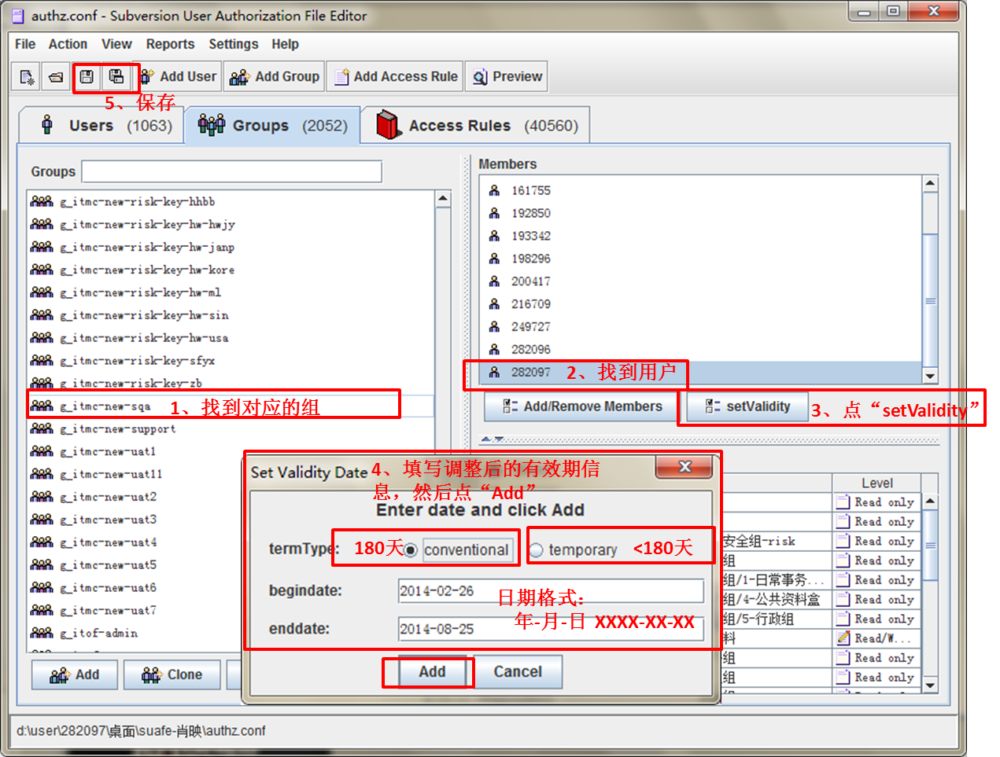 authz.conf - Subversion User Authorization File Editor
File Action View Reports Settings Help
Add User Add Group Add Access Rule Preview
5、保存
Users (1063) Groups (2052) Access Rules (40560)
Groups
g_itmc-new-risk-key-hhbb
g_itmc-new-risk-key-hw-hwjy
g_itmc-new-risk-key-hw-janp
g_itmc-new-risk-key-hw-kore
g_itmc-new-risk-key-hw-ml
g_itmc-new-risk-key-hw-sin
g_itmc-new-risk-key-hw-usa
g_itmc-new-risk-key-sfyx
g_itmc-new-risk-key-zb
g_itmc-new-sqa 1、找到对应的组
g_itmc-new-support
g_itmc-new-uat1
g_itmc-new-uat11
g_itmc-new-uat2
g_itmc-new-uat3
g_itmc-new-uat4
g_itmc-new-uat5
g_itmc-new-uat6
g_itmc-new-uat7
g_itof-admin
Add Clone
Members
161755
192850
193342
198296
200417
216709
249727
282096
282097 2、找到用户
Add/Remove Members setValidity 3、点“setValidity”
Level
Read only
Read only
安全组-risk Read only
组 Read only
组/1-日常事务... Read only
组/4-公共资料盒 Read only
组/5-行政组 Read only
料 Read/W...
组 Read only
组 Read only
Set Validity Date
4、填写调整后的有效期信
息，然后点“Add”
Enter date and click Add
termType: 180天 conventional temporary <180天
begindate: 2014-02-26
日期格式：
年-月-日 XXXX-XX-XX
enddate: 2014-08-25
Add Cancel
d:\user\282097\桌面\suafe-肖映\authz.conf